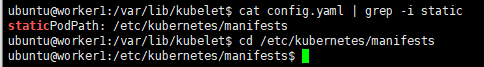 ubuntu@worker1:/var/lib/kubelet$ cat config.yaml | grep -i static
staticPodPath: /etc/kubernetes/manifests
ubuntu@worker1:/var/lib/kubelet$ cd /etc/kubernetes/manifests
ubuntu@worker1:/etc/kubernetes/manifests$